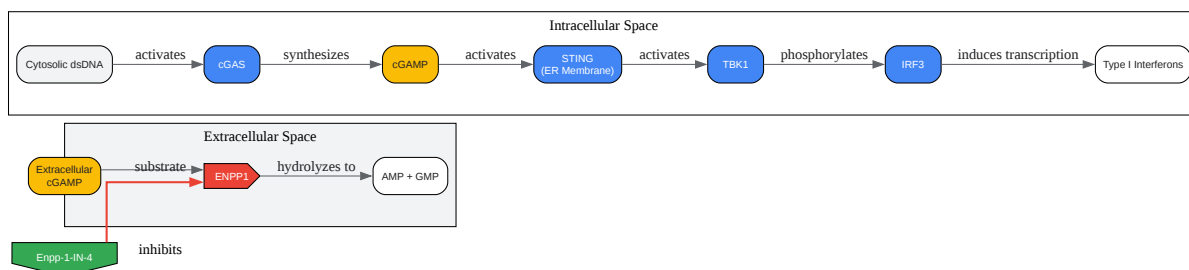 Intracellular Space
activates
synthesizes
activates
activates
phosphorylates
induces transcription
Cytosolic dsDNA
cGAS
cGAMP
STING
(ER Membrane)
TBK1
IRF3
Type I Interferons
Extracellular Space
substrate
hydrolyzes to
Extracellular
cGAMP
ENPP1
AMP + GMP
inhibits
Enpp-1-IN-4